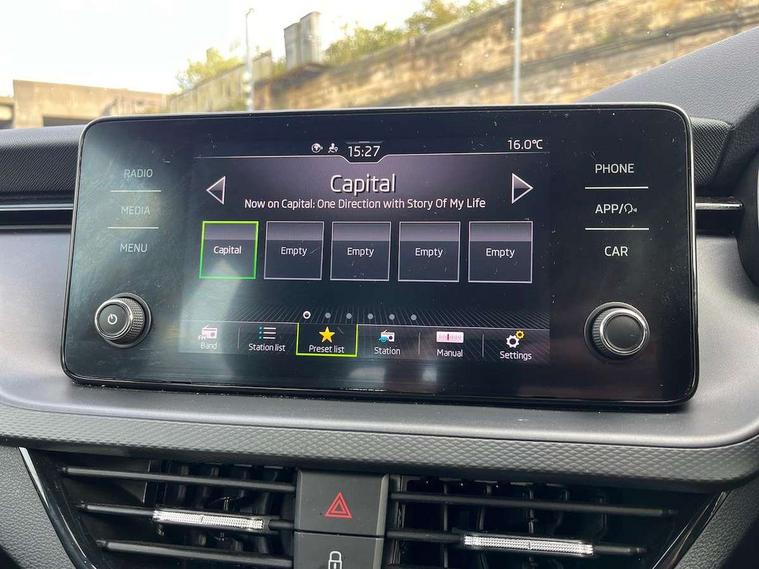 15:27
16.0°C
RADIO
MEDIA
MENU
PHONE
APP/
CAR
Capital
Now on Capital: One Direction with Story Of My Life
Capital
Empty
Empty
Empty
Empty
FM
Band
Station list
Preset list
Station
Manual
Settings